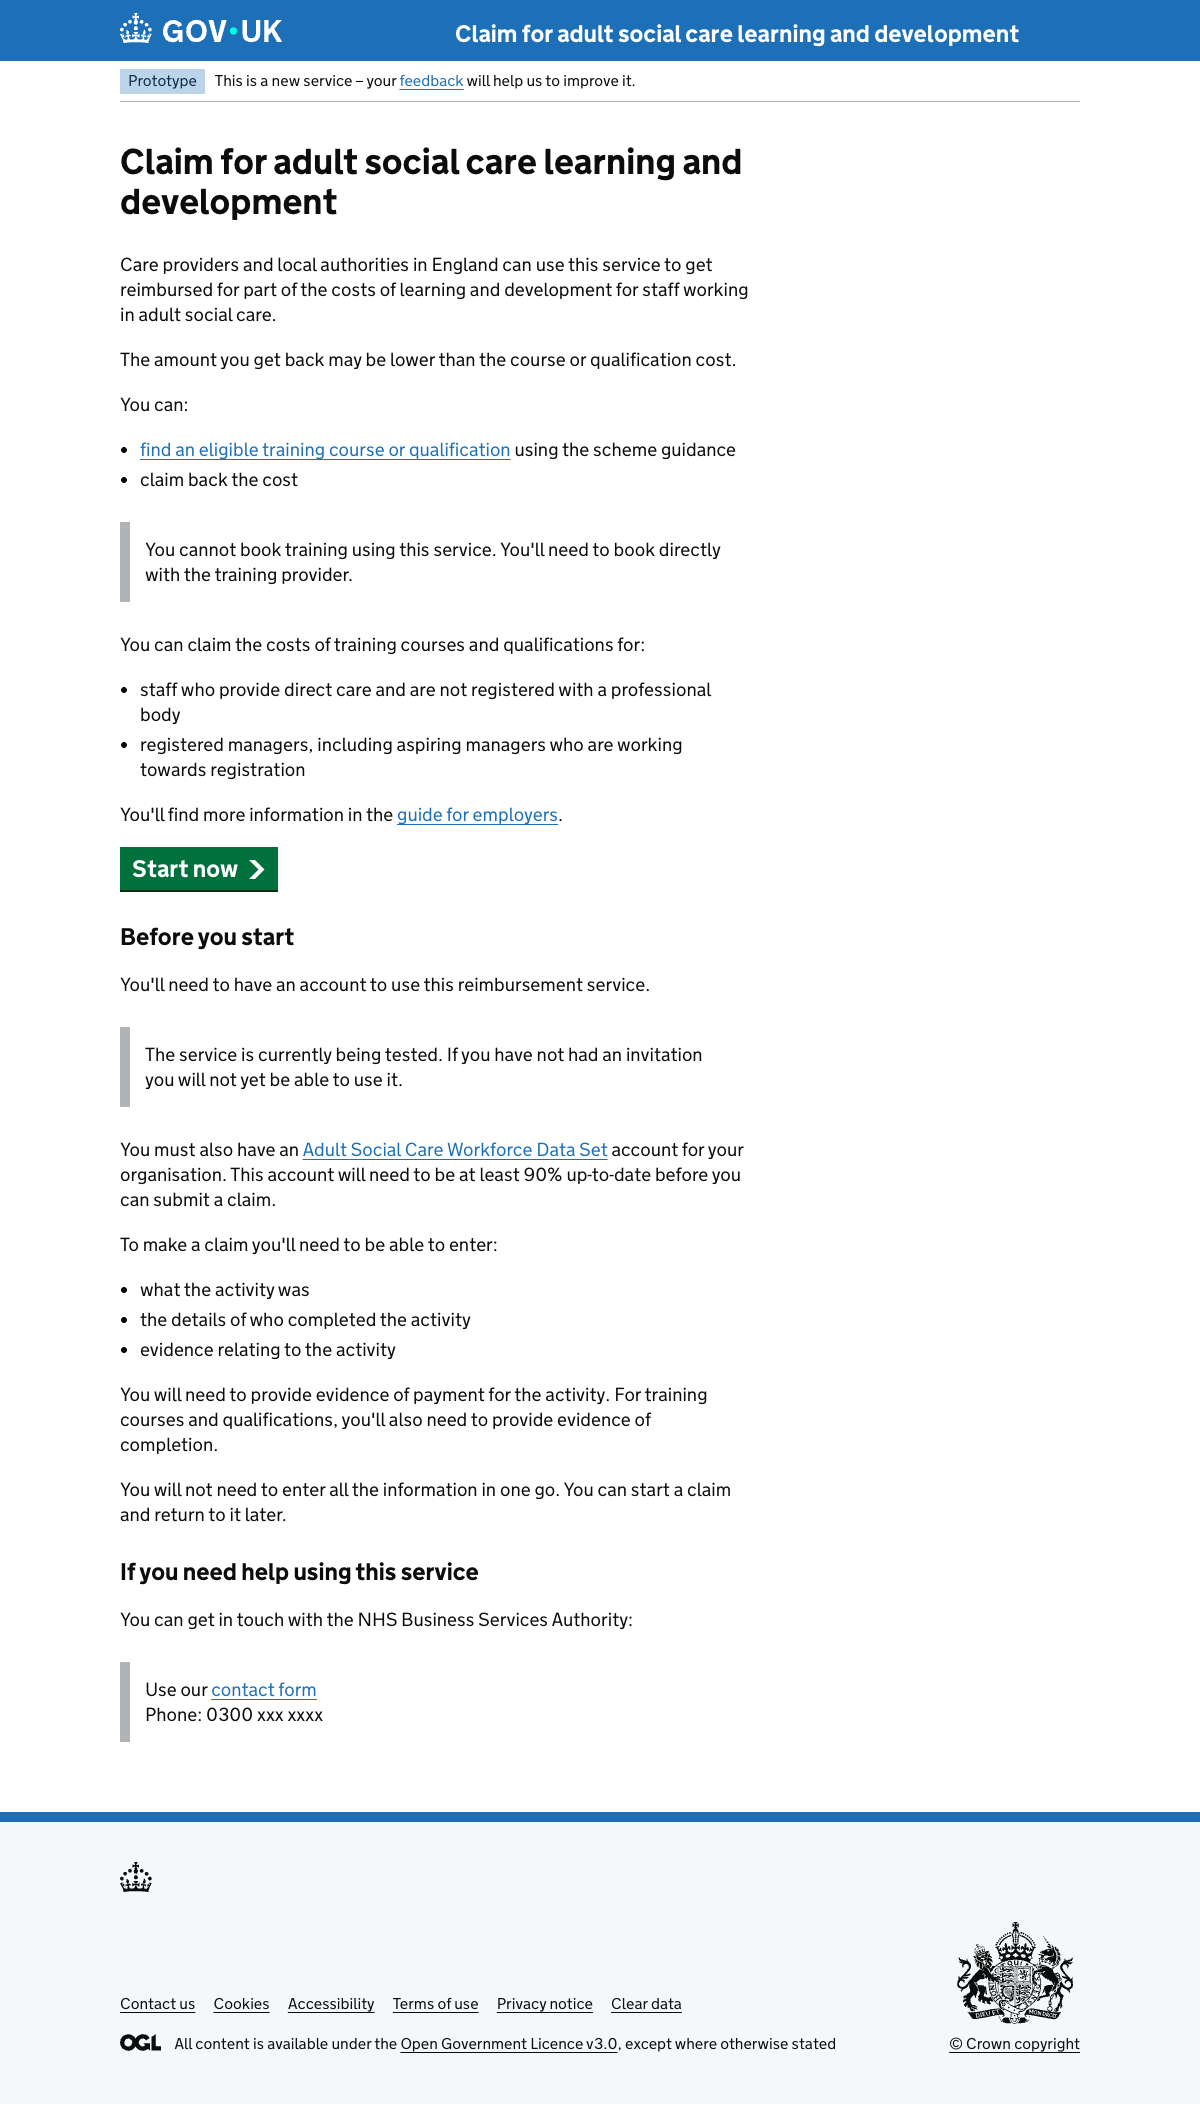 GOV·UK
Claim for adult social care learning and development
Prototype This is a new service – your feedback will help us to improve it.
Claim for adult social care learning and
development
Care providers and local authorities in England can use this service to get
reimbursed for part of the costs of learning and development for staff working
in adult social care.
The amount you get back may be lower than the course or qualification cost.
You can:
• find an eligible training course or qualification using the scheme guidance
• claim back the cost
You cannot book training using this service. You'll need to book directly
with the training provider.
You can claim the costs of training courses and qualifications for:
• staff who provide direct care and are not registered with a professional
body
• registered managers, including aspiring managers who are working
towards registration
You'll find more information in the guide for employers.
Start now
Before you start
You'll need to have an account to use this reimbursement service.
The service is currently being tested. If you have not had an invitation
you will not yet be able to use it.
You must also have an Adult Social Care Workforce Data Set account for your
organisation. This account will need to be at least 90% up-to-date before you
can submit a claim.
To make a claim you'll need to be able to enter:
• what the activity was
• the details of who completed the activity
• evidence relating to the activity
You will need to provide evidence of payment for the activity. For training
courses and qualifications, you'll also need to provide evidence of
completion.
You will not need to enter all the information in one go. You can start a claim
and return to it later.
If you need help using this service
You can get in touch with the NHS Business Services Authority:
Use our contact form
Phone: 0300 xxx xxxx
Contact us Cookies Accessibility Terms of use Privacy notice Clear data
OGL All content is available under the Open Government Licence v3.0, except where otherwise stated
© Crown copyright